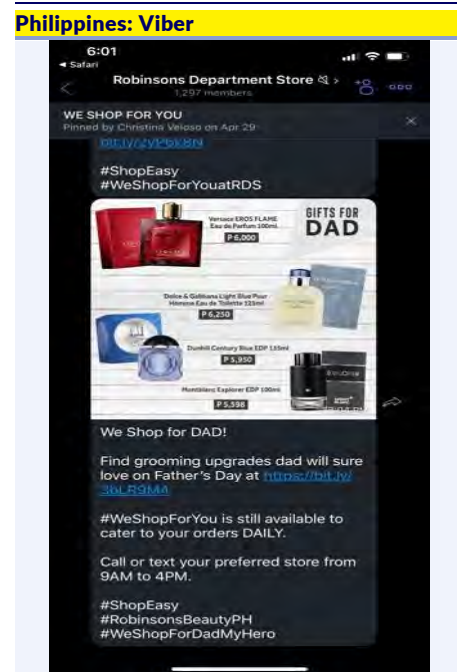 Philippines: Viber
6:01
Safari
Robinsons Department Store
1,297 members
WE SHOP FOR YOU
Pinned by Christina Veloso on Apr 29
#ShopEasy
#WeShopForYouatRDS
GIFTS FOR
DAD
Versace EROS FLAME
Eau de Parfum 100ml
₱6,000
Dolce & Gabbana Light Blue Pour
Homme Eau de Toilette 125ml
₱6,250
Dunhill Century Blue EDP 135ml
₱5,950
Montblanc Explorer EDP 100ml
₱5,598
We Shop for DAD!
Find grooming upgrades dad will sure
love on Father's Day at https://bit.ly/
3bLR9M4
#WeShopForYou is still available to
cater to your orders DAILY.
Call or text your preferred store from
9AM to 4PM.
#ShopEasy
#RobinsonsBeautyPH
#WeShopForDadMyHero